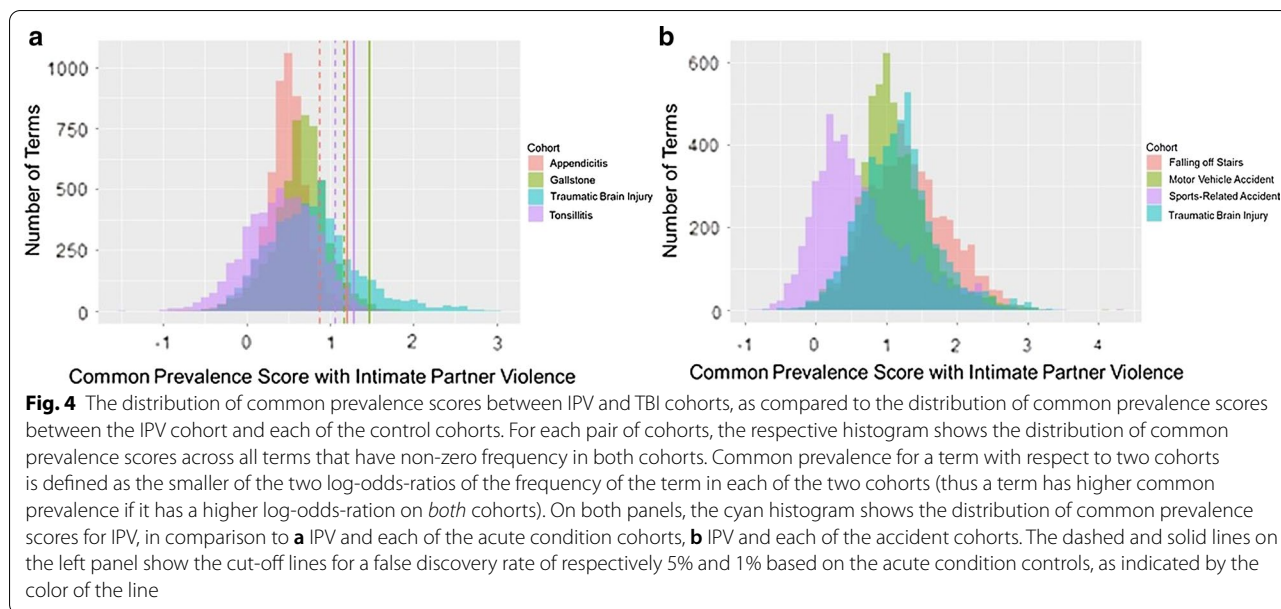 a
1000
750
500
250
0
Number of Terms
-1 0 1 2 3
Common Prevalence Score with Intimate Partner Violence
Cohort
Appendicitis
Gallstone
Traumatic Brain Injury
Tonsillitis
b
600
400
200
0
Number of Terms
-1 0 1 2 3 4
Common Prevalence Score with Intimate Partner Violence
Cohort
Falling off Stairs
Motor Vehicle Accident
Sports-Related Accident
Traumatic Brain Injury
Fig. 4 The distribution of common prevalence scores between IPV and TBI cohorts, as compared to the distribution of common prevalence scores
between the IPV cohort and each of the control cohorts. For each pair of cohorts, the respective histogram shows the distribution of common
prevalence scores across all terms that have non-zero frequency in both cohorts. Common prevalence for a term with respect to two cohorts
is defined as the smaller of the two log-odds-ratios of the frequency of the term in each of the two cohorts (thus a term has higher common
prevalence if it has a higher log-odds-ration on both cohorts). On both panels, the cyan histogram shows the distribution of common prevalence
scores for IPV, in comparison to a IPV and each of the acute condition cohorts, b IPV and each of the accident cohorts. The dashed and solid lines on
the left panel show the cut-off lines for a false discovery rate of respectively 5% and 1% based on the acute condition controls, as indicated by the
color of the line